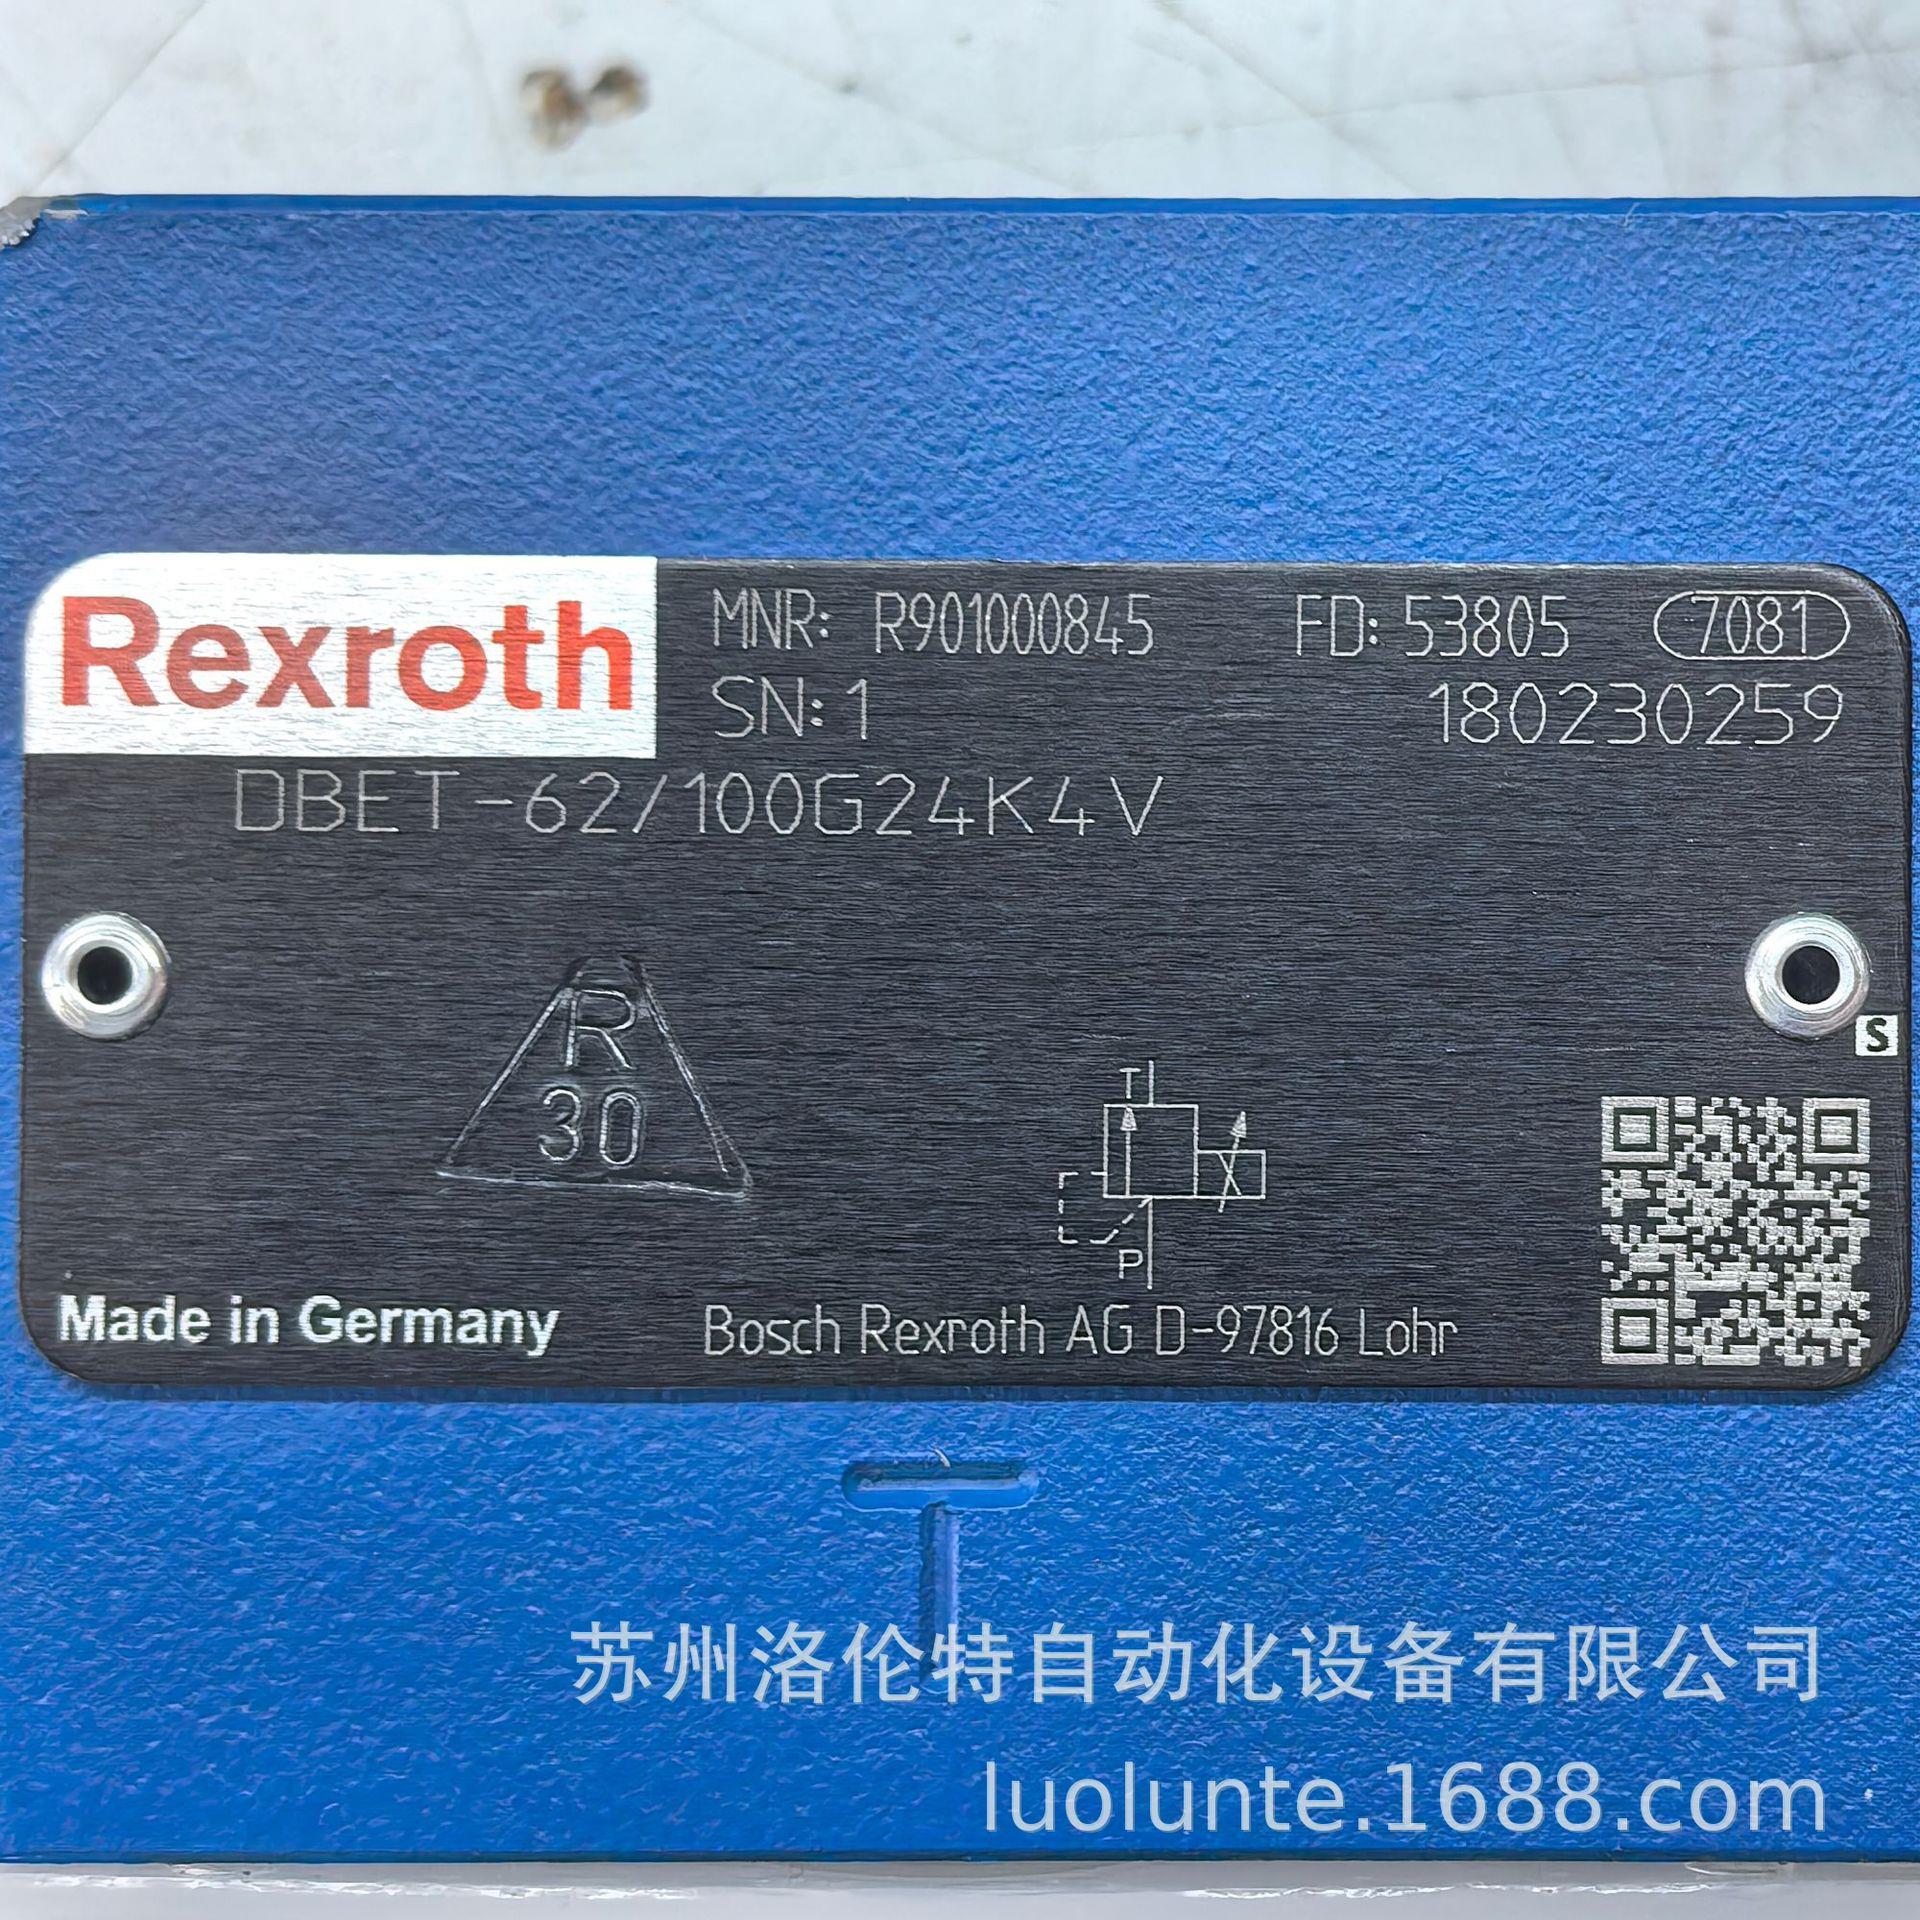 Rexroth
MNR: R901000845 FD: 53805 7081
SN: 1 180230259
DBET-62/100G24K4V
S
R
30
T
P
Made in Germany
Bosch Rexroth AG D-97816 Lohr
T
苏州洛伦特自动化设备有限公司
luolunte.1688.com